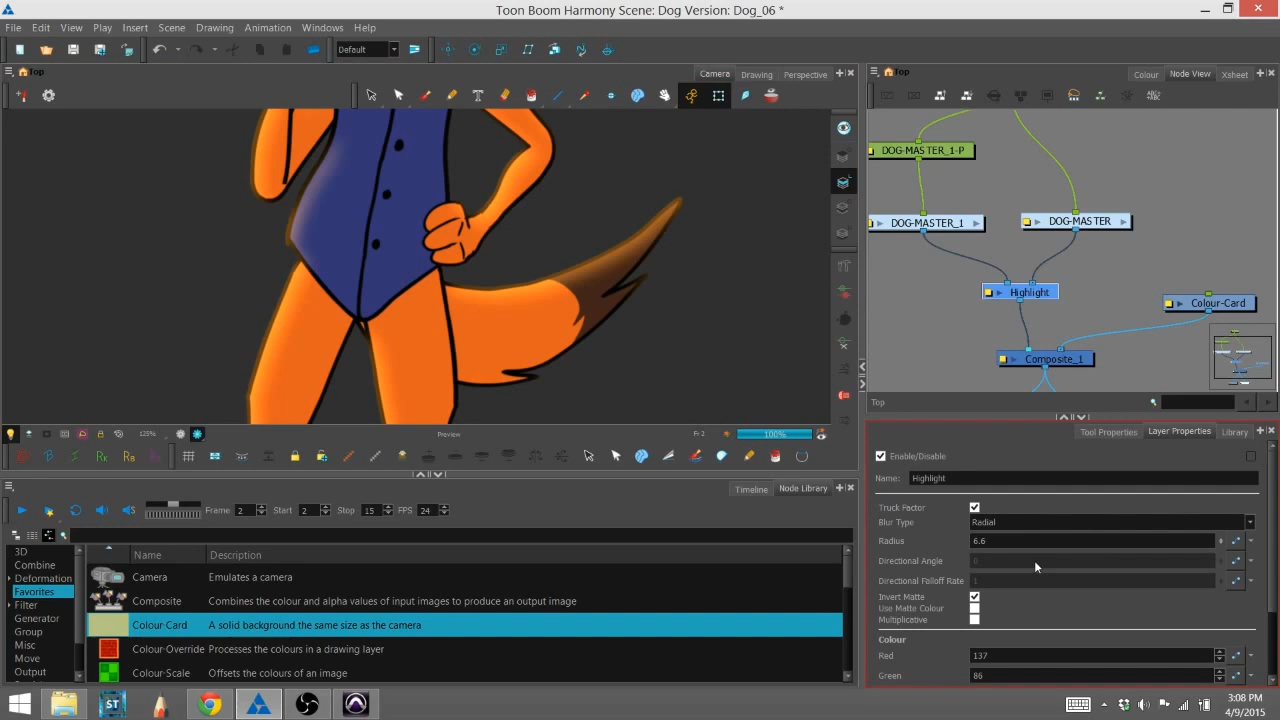 Toon Boom Harmony Scene: Dog Version: Dog_06 *
File Edit View Play Insert Scene Drawing Animation Windows Help
Default
Top
Camera Drawing Perspective
Top
Colour Node View Xsheet
DOG-MASTER_1-P
DOG-MASTER_1
DOG-MASTER
Highlight
Colour-Card
Composite_1
Top
125%
Preview
Fr 2
100%
Tool Properties Layer Properties Library
Enable/Disable
Name: Highlight
Truck Factor
Blur Type Radial
Radius 6.6
Directional Angle 0
Directional Falloff Rate 1
Invert Matte
Use Matte Colour
Multiplicative
Colour
Red 137
Green 86
Timeline Node Library
Frame 2 Start 2 Stop 15 FPS 24
3D
Combine
Deformation
Favorites
Filter
Generator
Group
Misc
Move
Output
Name Description
Camera Emulates a camera
Composite Combines the colour and alpha values of input images to produce an output image
Colour-Card A solid background the same size as the camera
Colour-Override Processes the colours in a drawing layer
Colour-Scale Offsets the colours of an image
ST
3:08 PM
4/9/2015